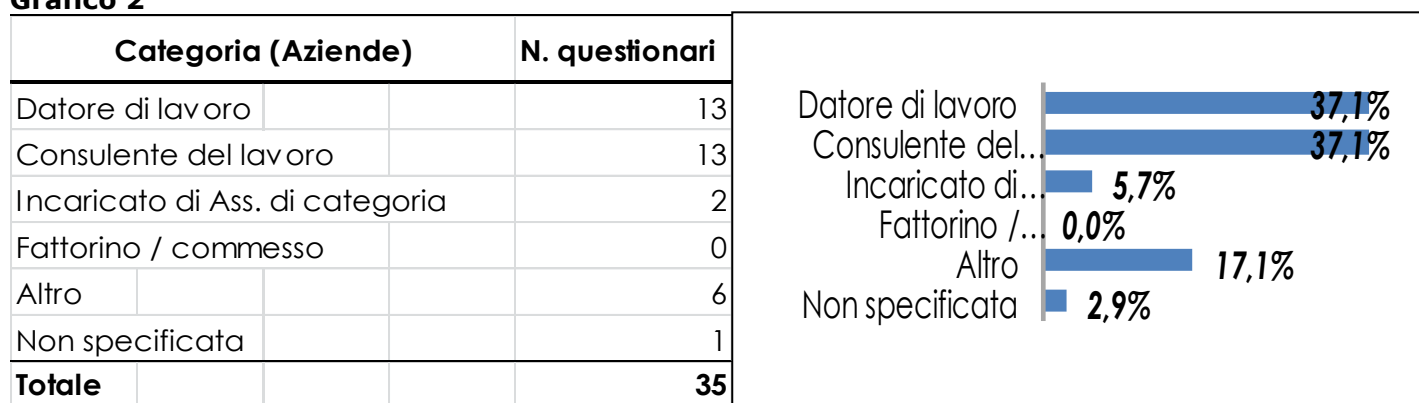 Grafico 2
Categoria (Aziende) N. questionari
Datore di lavoro 13
Consulente del lavoro 13
Incaricato di Ass. di categoria 2
Fattorino / commesso 0
Altro 6
Non specificata 1
Totale 35
Datore di lavoro 37,1%
Consulente del... 37,1%
Incaricato di... 5,7%
Fattorino /... 0,0%
Altro 17,1%
Non specificata 2,9%